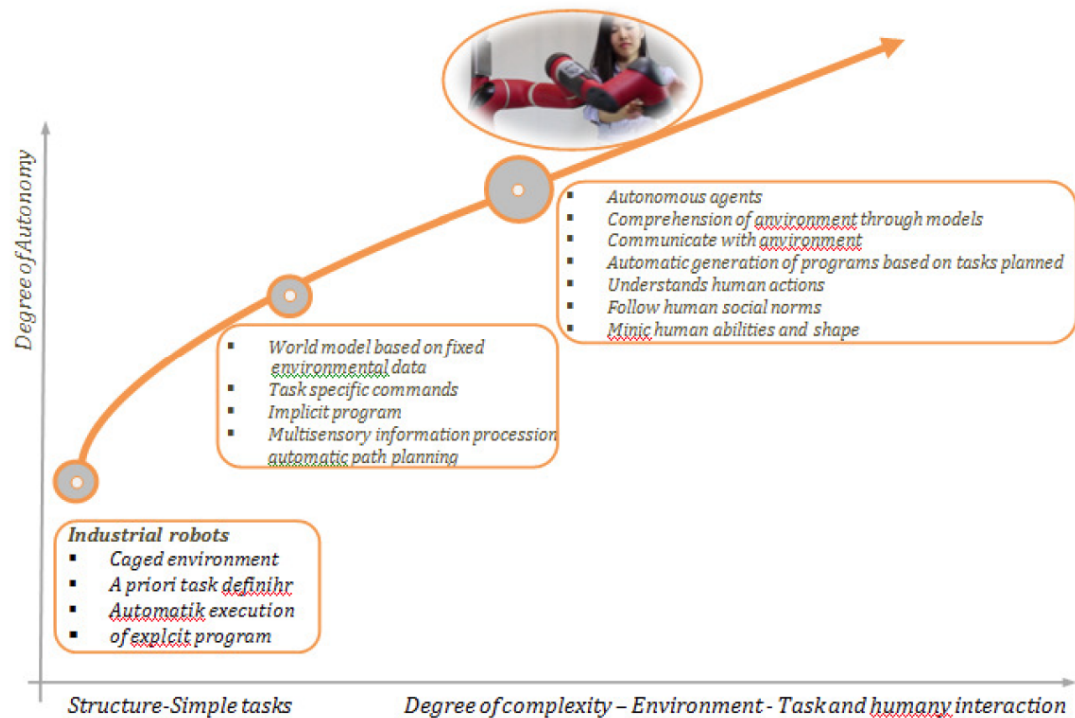 Degree of Autonomy
▪ Autonomous agents
▪ Comprehension of anvironment through models
▪ Communicate with anvironment
▪ Automatic generation of programs based on tasks planned
▪ Understands human actions
▪ Follow human social norms
▪ Minic human abilities and shape
▪ World model based on fixed
environmental data
▪ Task specific commands
▪ Implicit program
▪ Multisensory information procession
automatic path planning
Industrial robots
▪ Caged environment
▪ A priori task definihr
▪ Automatik execution
▪ of explcit program
Structure-Simple tasks
Degree of complexity – Environment - Task and humany interaction